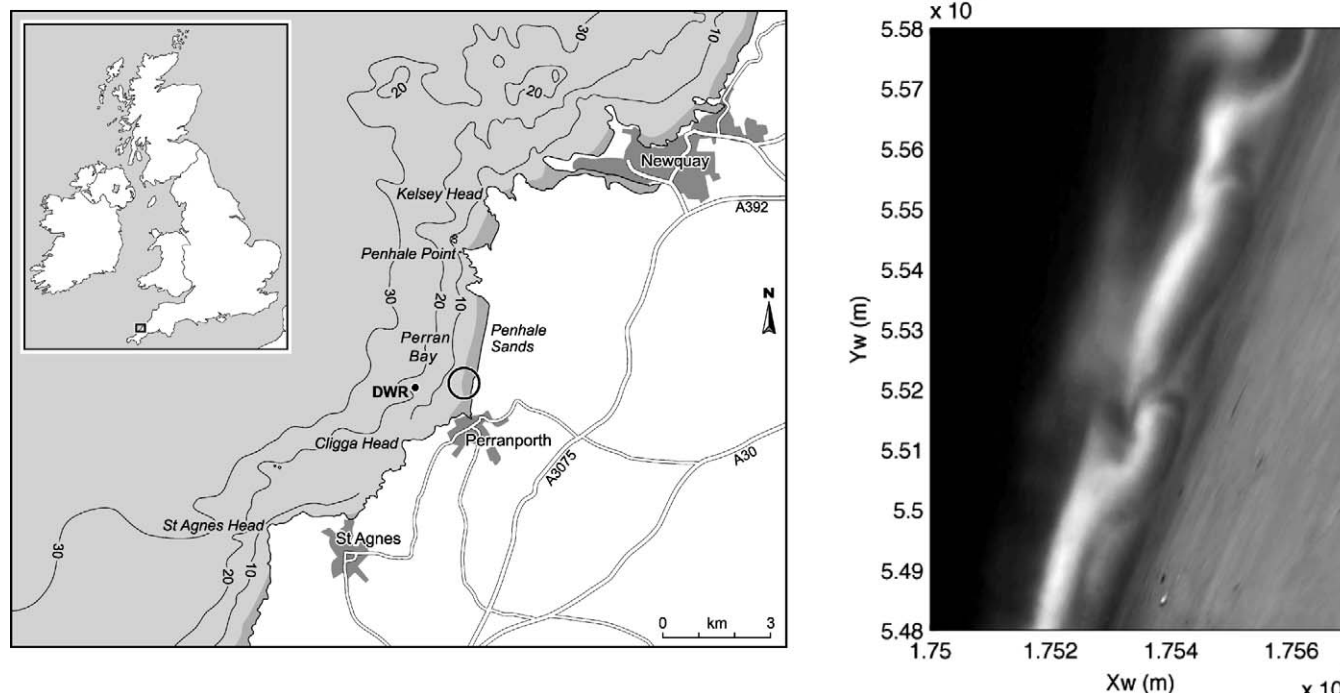 30
10
20
20
Newquay
Kelsey Head
A392
Penhale Point
N
30
20
10
Penhale
Sands
Perran
Bay
DWR
Cligga Head
Perranporth
A3075
A30
St Agnes Head
St Agnes
30
20
10
0 km 3
x 10
5.58
5.57
5.56
5.55
5.54
5.53
5.52
5.51
5.5
5.49
5.48
Yw (m)
1.75 1.752 1.754 1.756
Xw (m)
x 10